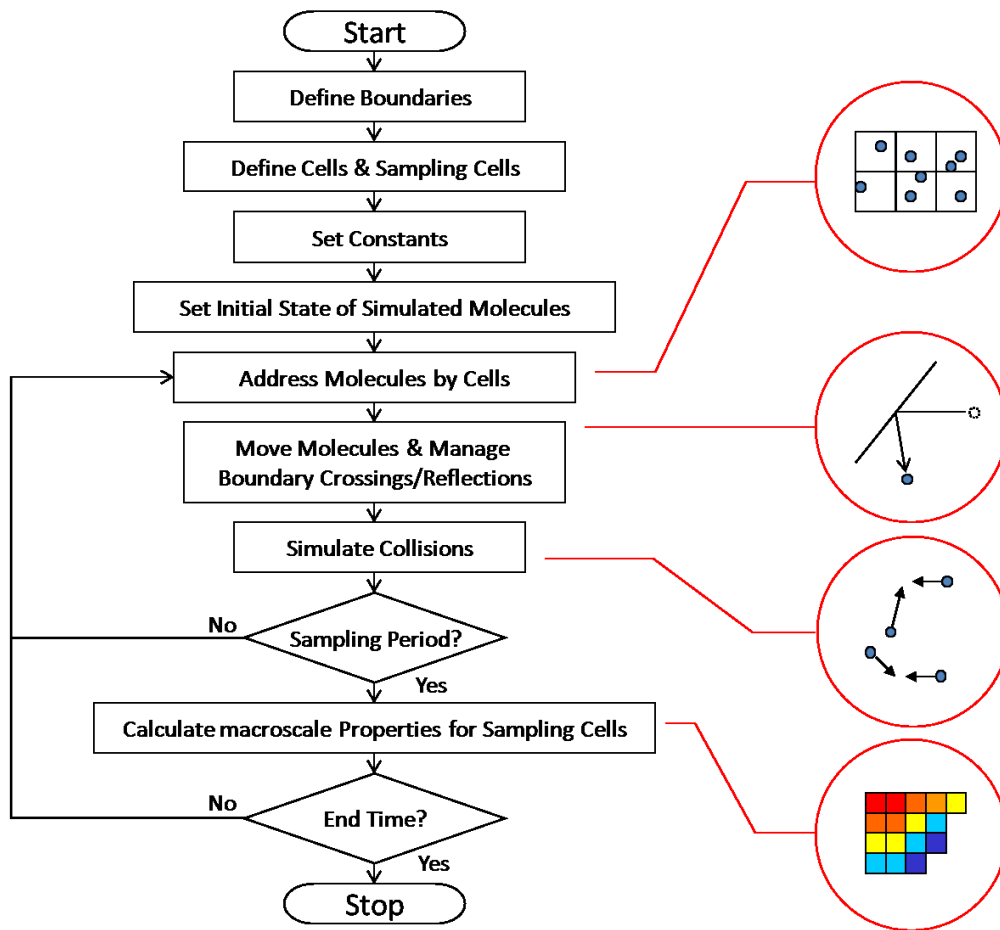 Start
Define Boundaries
Define Cells & Sampling Cells
Set Constants
Set Initial State of Simulated Molecules
Address Molecules by Cells
Move Molecules & Manage
Boundary Crossings/Reflections
Simulate Collisions
No
Sampling Period?
Yes
Calculate macroscale Properties for Sampling Cells
No
End Time?
Yes
Stop